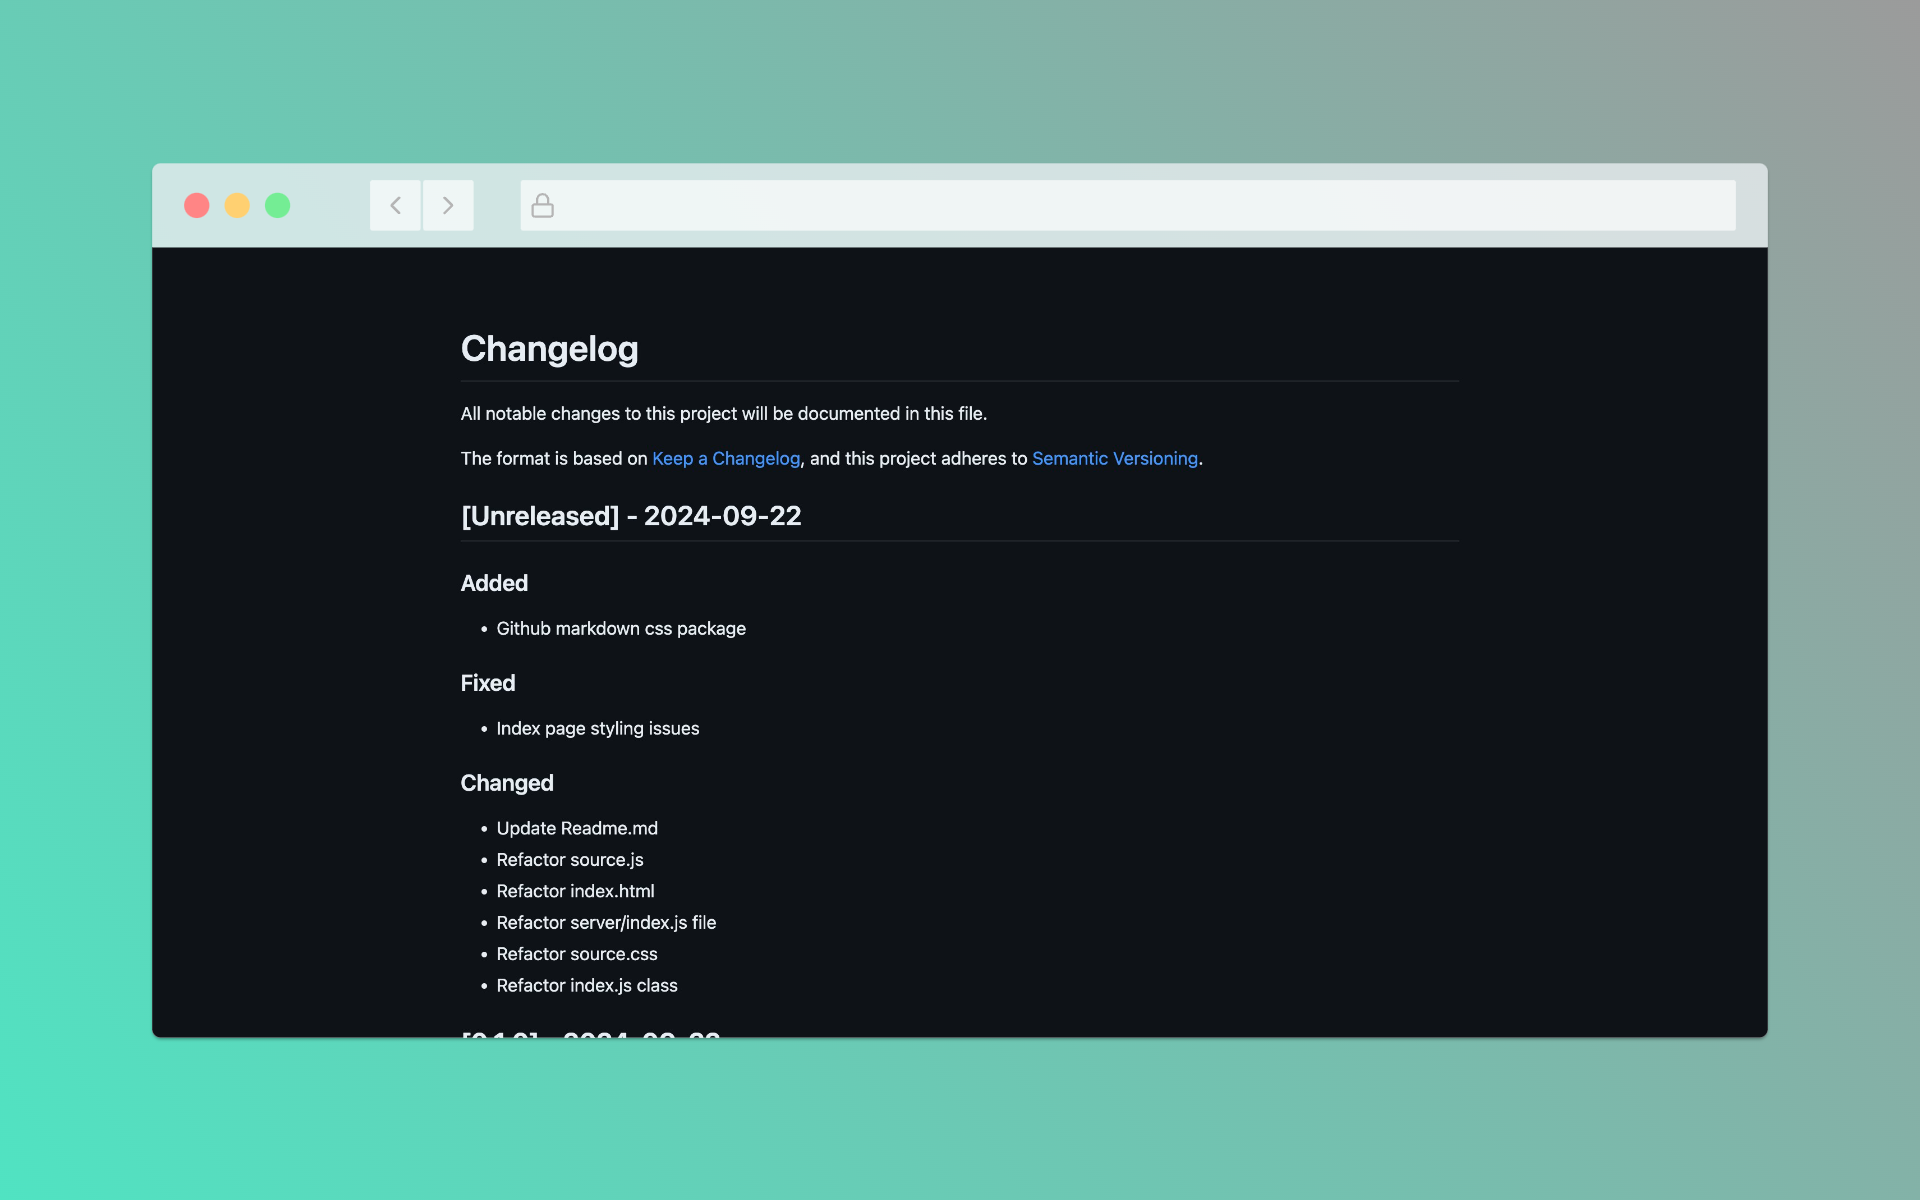 Changelog
All notable changes to this project will be documented in this file.
The format is based on Keep a Changelog, and this project adheres to Semantic Versioning.
[Unreleased] - 2024-09-22
Added
• Github markdown css package
Fixed
• Index page styling issues
Changed
• Update Readme.md
• Refactor source.js
• Refactor index.html
• Refactor server/index.js file
• Refactor source.css
• Refactor index.js class